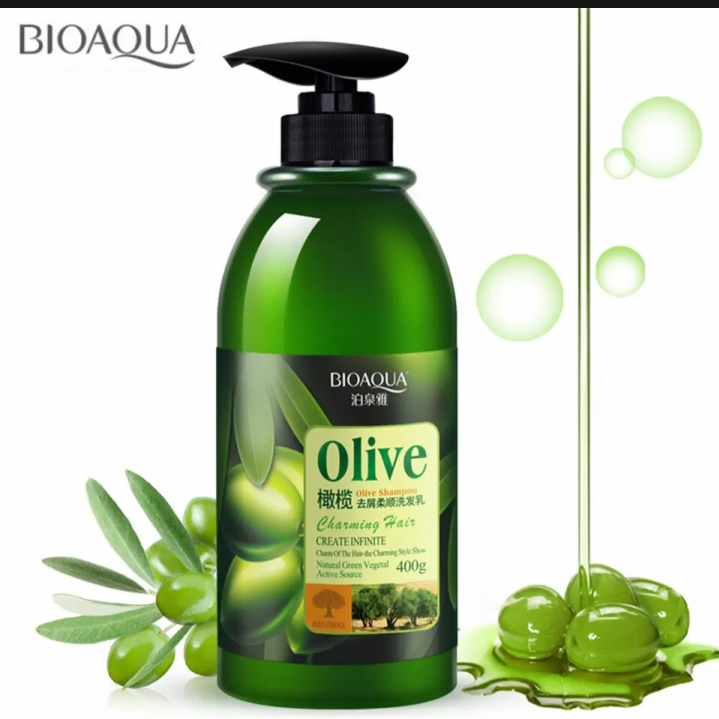 BIOAQUA
BIOAQUA®
泊泉雅
Olive
Olive Shampoo
橄榄 去屑柔顺洗发乳
Charming Hair
CREATE INFINITE
Charm Of The Hair-the Charming Style Show
Natural Green Vegetal
Active Source 400g